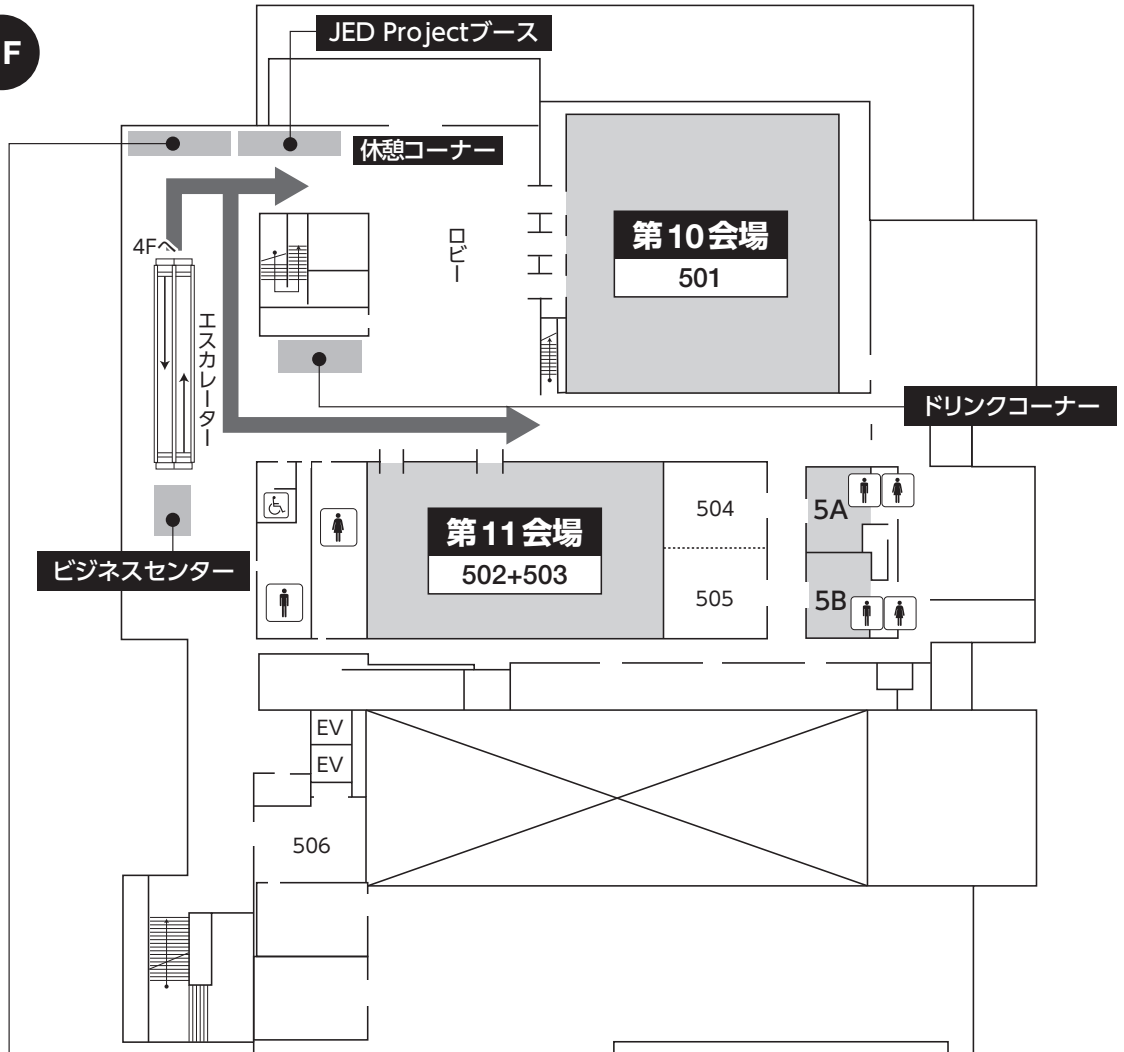 F
JED Projectブース
休憩コーナー
4Fへ
エスカレーター
ロビー
第10会場
501
ドリンクコーナー
ビジネスセンター
第11会場
502+503
504
505
5A
5B
EV
EV
506